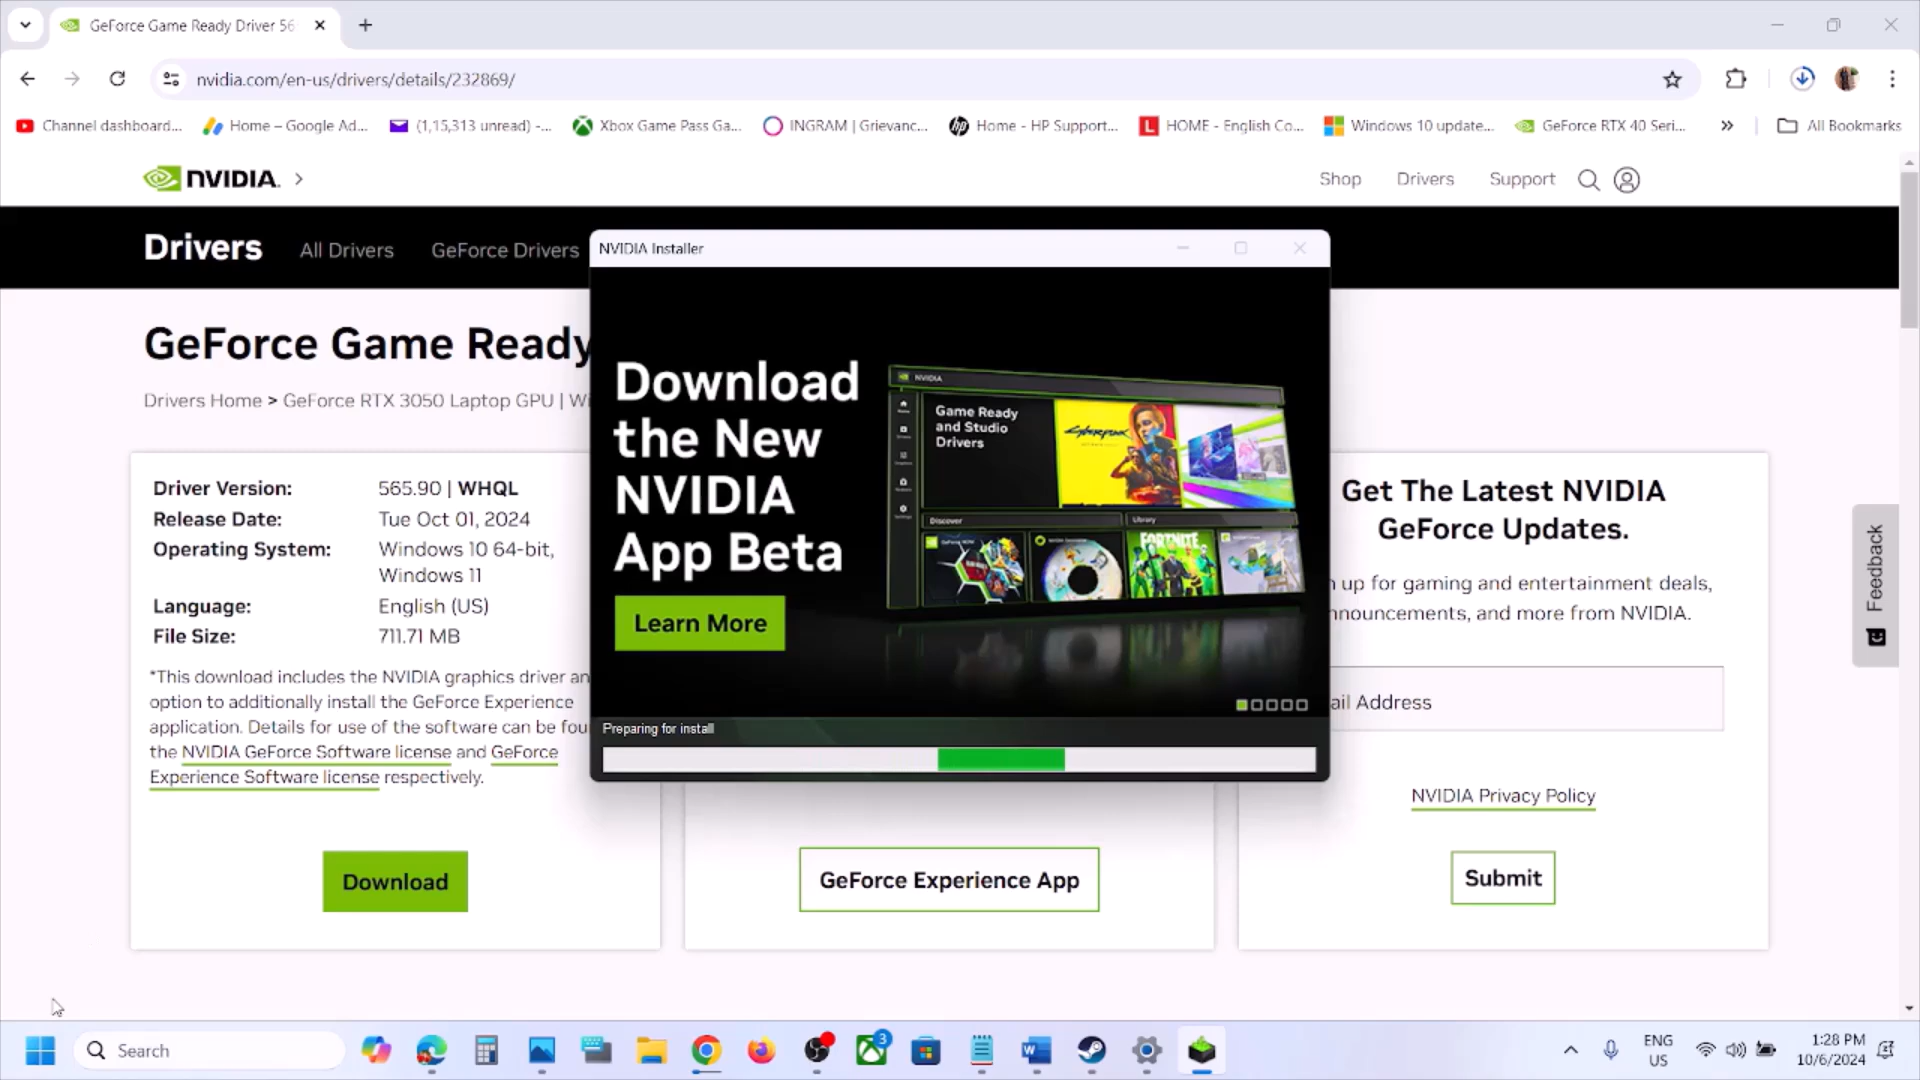 GeForce Game Ready Driver 56
nvidia.com/en-us/drivers/details/232869/
Channel dashboard...
Home – Google Ad...
(1,15,313 unread) -...
Xbox Game Pass Ga...
INGRAM | Grievanc...
Home - HP Support...
HOME - English Co...
Windows 10 update...
GeForce RTX 40 Seri...
All Bookmarks
NVIDIA.
Shop
Drivers
Support
Drivers
All Drivers
GeForce Drivers
NVIDIA Installer
GeForce Game Ready
Drivers Home > GeForce RTX 3050 Laptop GPU | Wi
Download
the New
NVIDIA
App Beta
Learn More
NVIDIA
Game Ready
and Studio
Drivers
Discover
Library
FORTNITE
Preparing for install
Driver Version: 565.90 | WHQL
Release Date: Tue Oct 01, 2024
Operating System: Windows 10 64-bit,
Windows 11
Language: English (US)
File Size: 711.71 MB
*This download includes the NVIDIA graphics driver an
option to additionally install the GeForce Experience
application. Details for use of the software can be fou
the NVIDIA GeForce Software license and GeForce
Experience Software license respectively.
Download
GeForce Experience App
Get The Latest NVIDIA
GeForce Updates.
n up for gaming and entertainment deals,
nnouncements, and more from NVIDIA.
ail Address
NVIDIA Privacy Policy
Submit
Feedback
Search
3
ENG
US
1:28 PM
10/6/2024